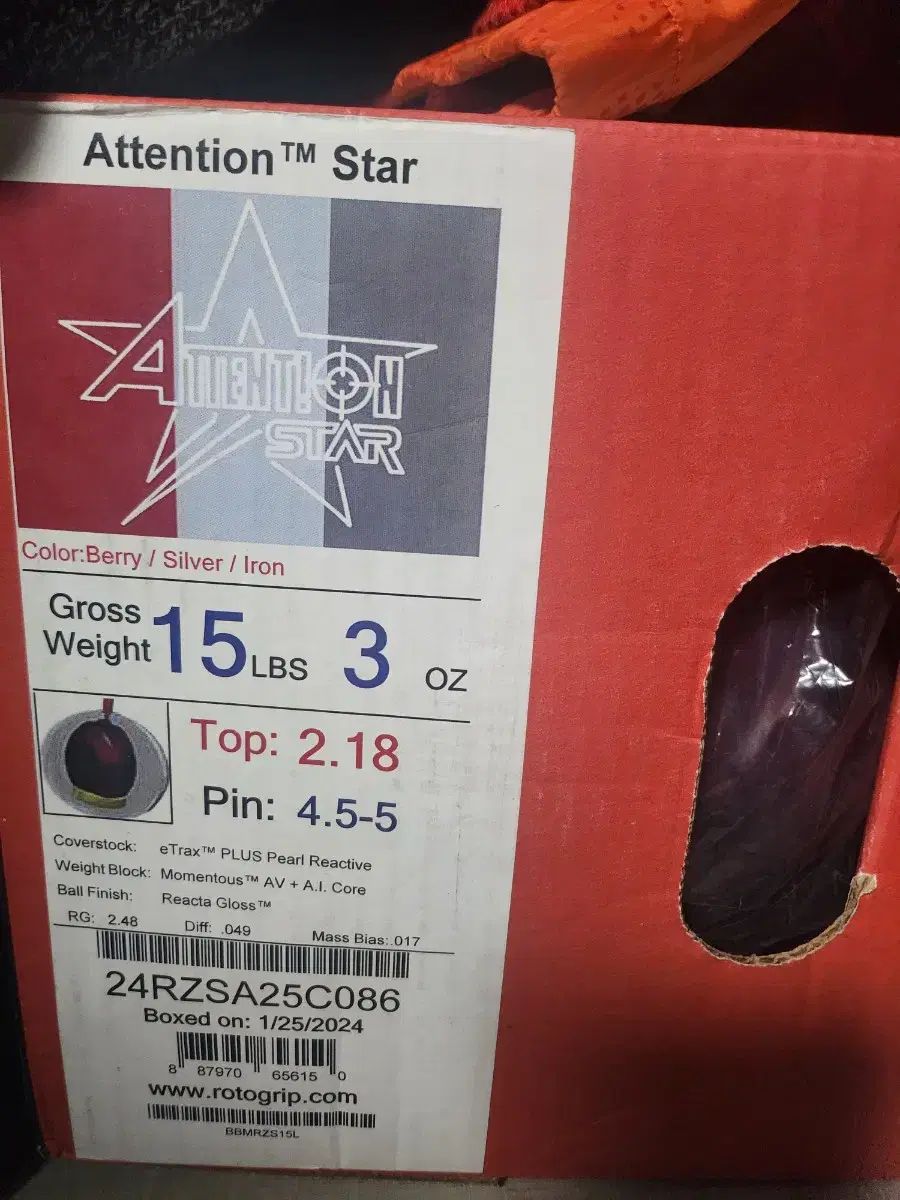 Attention™ Star
ATTENT!ON
STAR
Color:Berry / Silver / Iron
Gross Weight 15 LBS 3 OZ
Top: 2.18
Pin: 4.5-5
Coverstock: eTrax™ PLUS Pearl Reactive
Weight Block: Momentous™ AV + A.I. Core
Ball Finish: Reacta Gloss™
RG: 2.48 Diff: .049 Mass Bias:.017
24RZSA25C086
Boxed on: 1/25/2024
8 87970 65615 0
www.rotogrip.com
BBMRZS15L